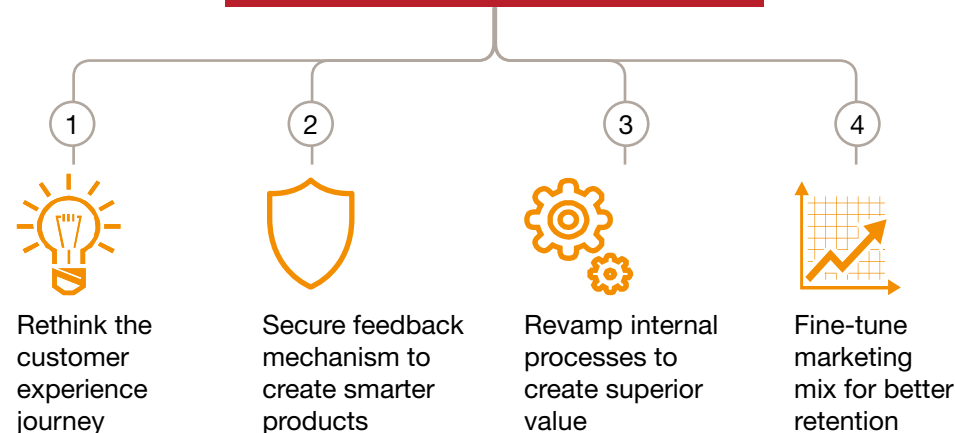 1
2
3
4
Rethink the
customer
experience
journey
Secure feedback
mechanism to
create smarter
products
Revamp internal
processes to
create superior
value
Fine-tune
marketing
mix for better
retention